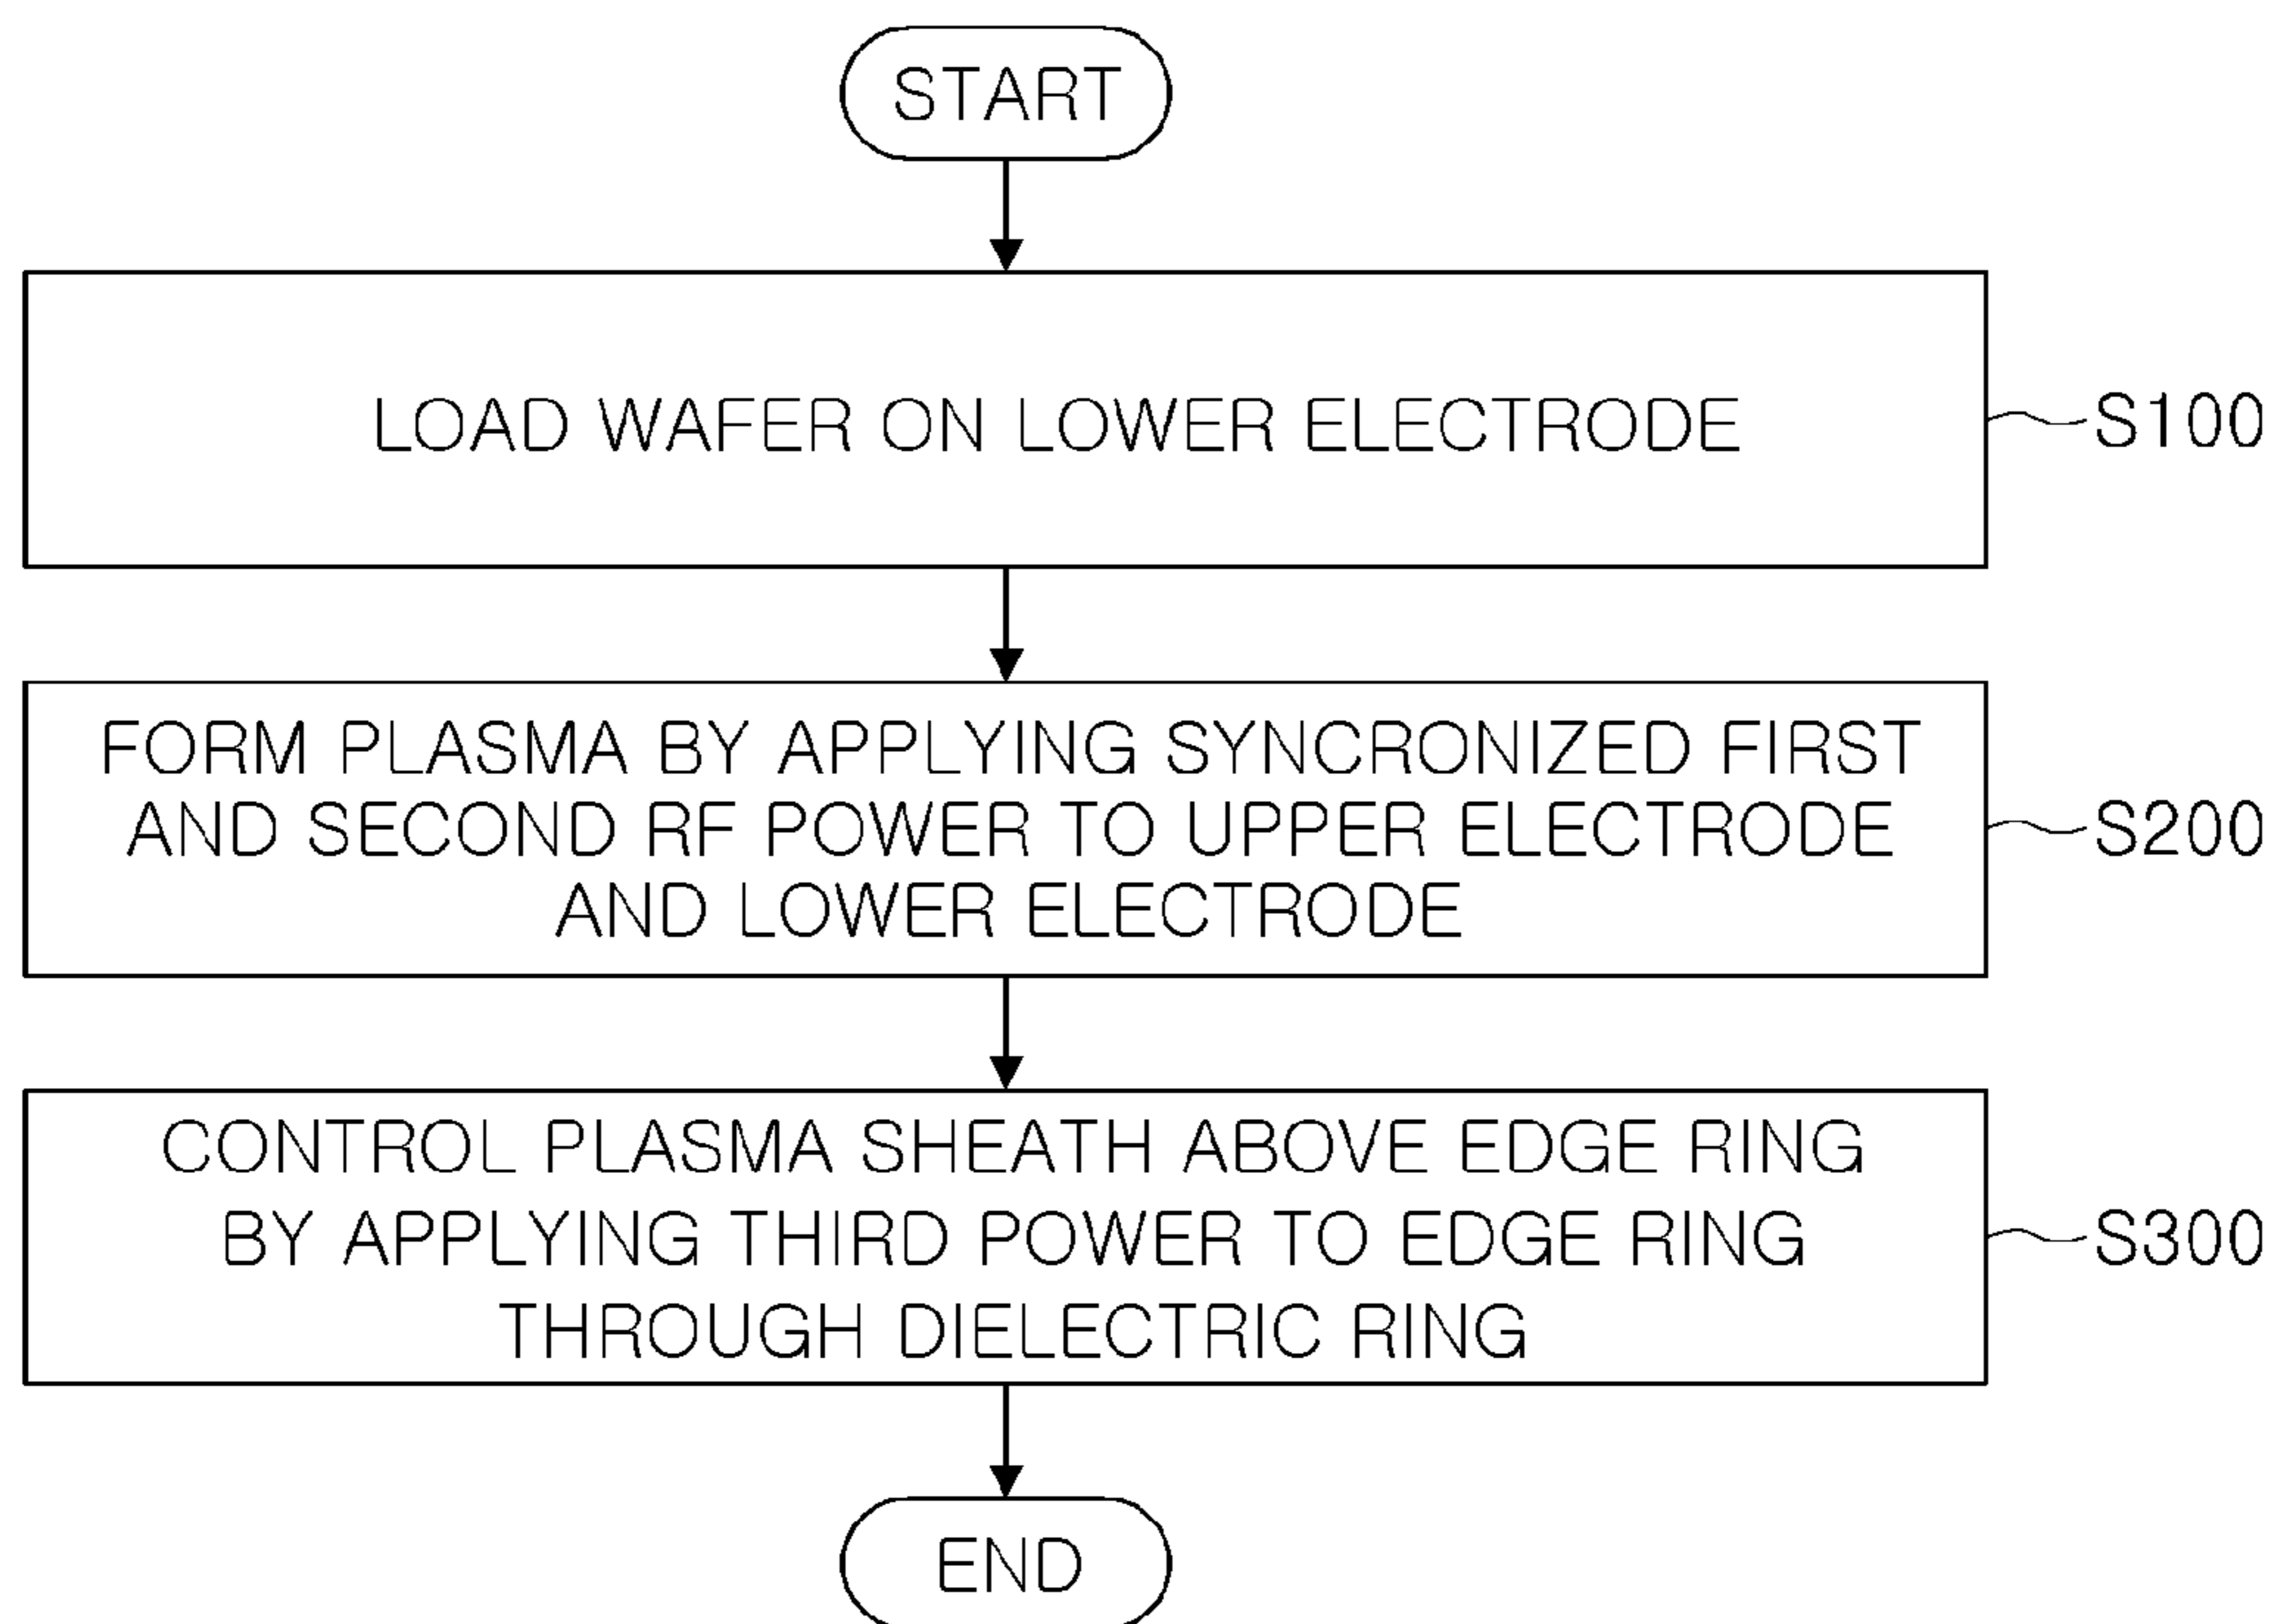 START
LOAD WAFER ON LOWER ELECTRODE
S100
FORM PLASMA BY APPLYING SYNCRONIZED FIRST
AND SECOND RF POWER TO UPPER ELECTRODE
AND LOWER ELECTRODE
S200
CONTROL PLASMA SHEATH ABOVE EDGE RING
BY APPLYING THIRD POWER TO EDGE RING
THROUGH DIELECTRIC RING
S300
END